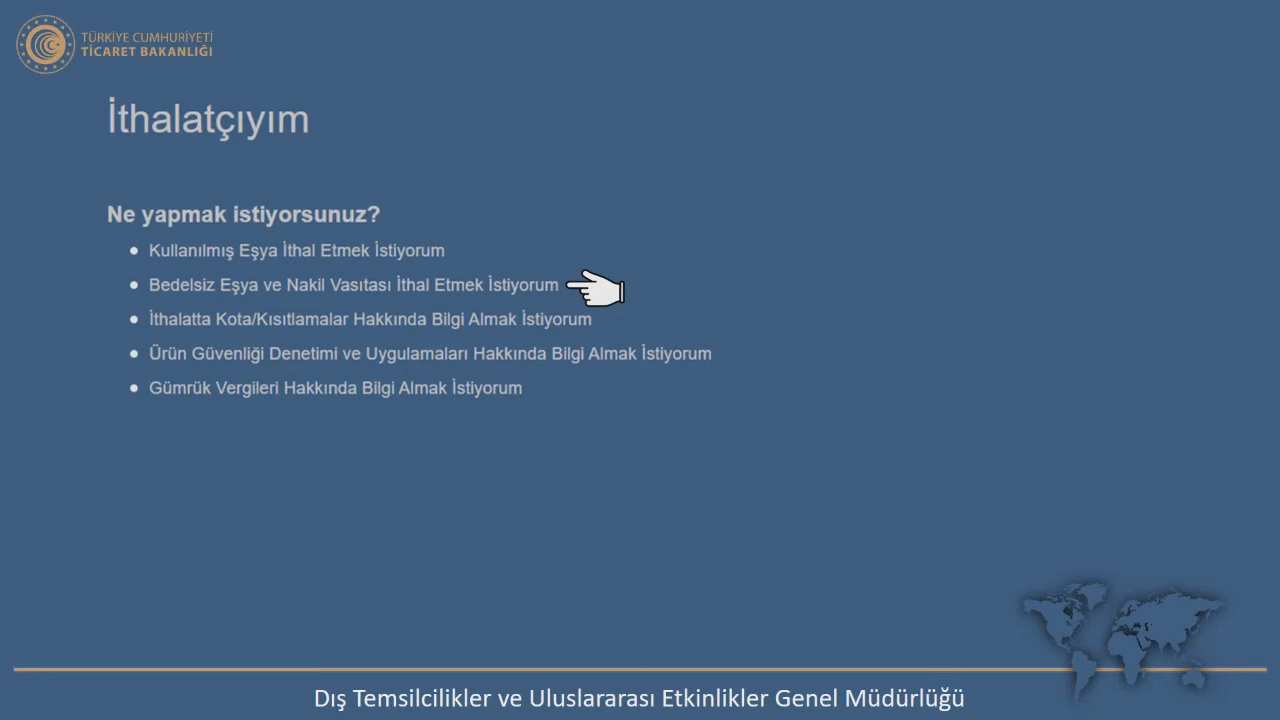 TÜRKİYE CUMHURİYETİ
TİCARET BAKANLIĞI
İthalatçıyım
Ne yapmak istiyorsunuz?
Kullanılmış Eşya İthal Etmek İstiyorum
Bedelsiz Eşya ve Nakil Vasıtası İthal Etmek İstiyorum
İthalatta Kota/Kısıtlamalar Hakkında Bilgi Almak İstiyorum
Ürün Güvenliği Denetimi ve Uygulamaları Hakkında Bilgi Almak İstiyorum
Gümrük Vergileri Hakkında Bilgi Almak İstiyorum
Dış Temsilcilikler ve Uluslararası Etkinlikler Genel Müdürlüğü